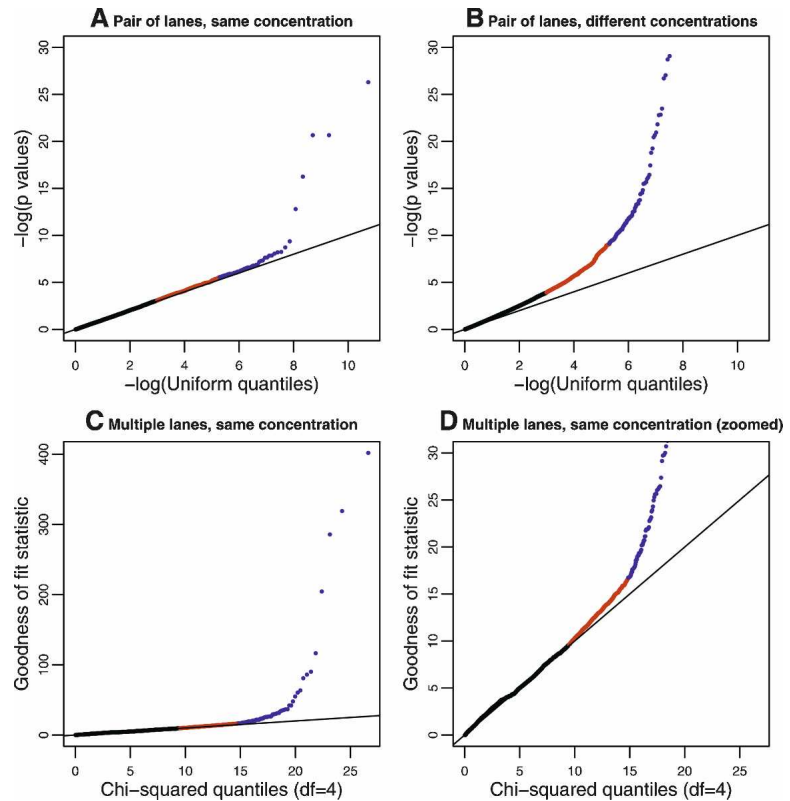 A Pair of lanes, same concentration
−log(p values)
30
25
20
15
10
5
0
0 2 4 6 8 10
−log(Uniform quantiles)
B Pair of lanes, different concentrations
−log(p values)
30
25
20
15
10
5
0
0 2 4 6 8 10
−log(Uniform quantiles)
C Multiple lanes, same concentration
Goodness of fit statistic
400
300
200
100
0
0 5 10 15 20 25
Chi−squared quantiles (df=4)
D Multiple lanes, same concentration (zoomed)
Goodness of fit statistic
30
25
20
15
10
5
0
0 5 10 15 20 25
Chi−squared quantiles (df=4)